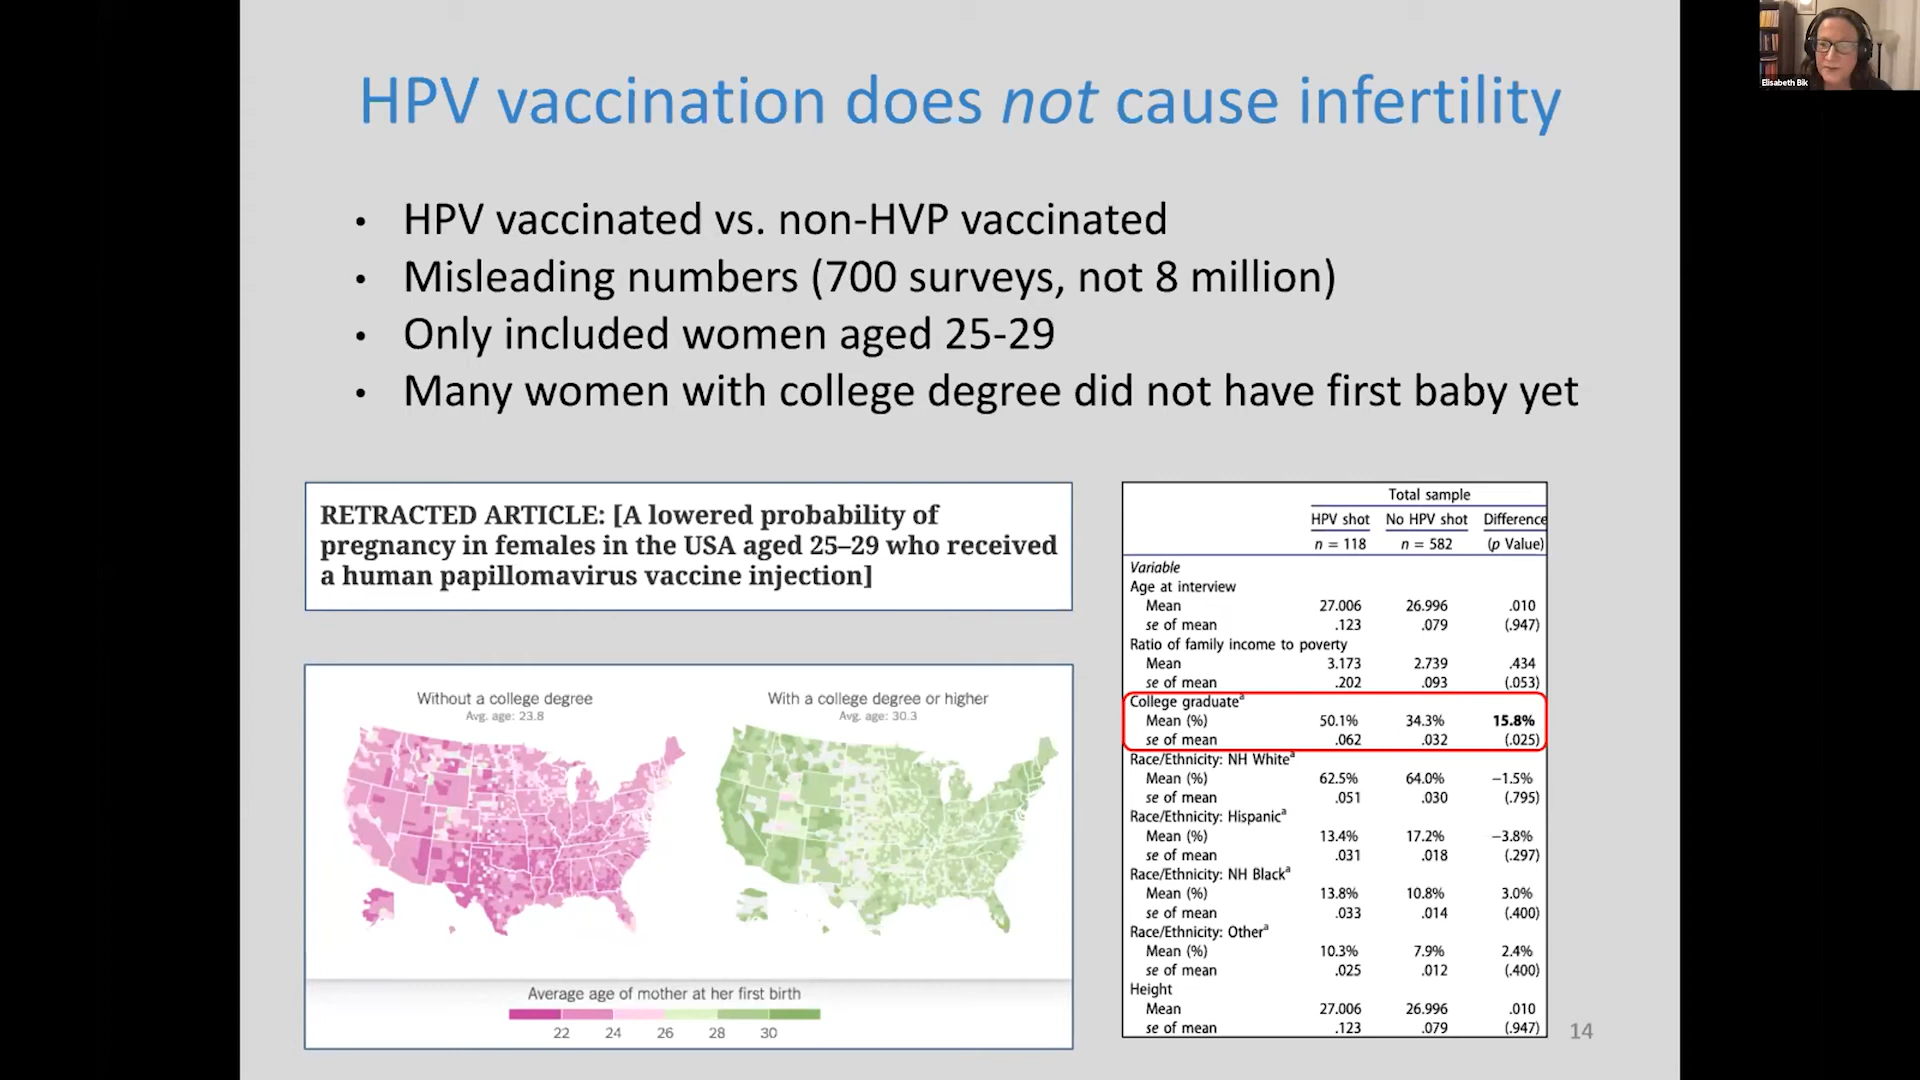 Elisabeth Bik
HPV vaccination does not cause infertility
• HPV vaccinated vs. non-HVP vaccinated
• Misleading numbers (700 surveys, not 8 million)
• Only included women aged 25-29
• Many women with college degree did not have first baby yet
RETRACTED ARTICLE: [A lowered probability of
pregnancy in females in the USA aged 25–29 who received
a human papillomavirus vaccine injection]
Without a college degree
Avg. age: 23.8
With a college degree or higher
Avg. age: 30.3
Average age of mother at her first birth
22 24 26 28 30
Total sample
HPV shot No HPV shot Difference
n = 118 n = 582 (p Value)
Variable
Age at interview
Mean 27.006 26.996 .010
se of mean .123 .079 (.947)
Ratio of family income to poverty
Mean 3.173 2.739 .434
se of mean .202 .093 (.053)
College graduateª
Mean (%) 50.1% 34.3% 15.8%
se of mean .062 .032 (.025)
Race/Ethnicity: NH Whiteª
Mean (%) 62.5% 64.0% −1.5%
se of mean .051 .030 (.795)
Race/Ethnicity: Hispanicª
Mean (%) 13.4% 17.2% −3.8%
se of mean .031 .018 (.297)
Race/Ethnicity: NH Blackª
Mean (%) 13.8% 10.8% 3.0%
se of mean .033 .014 (.400)
Race/Ethnicity: Otherª
Mean (%) 10.3% 7.9% 2.4%
se of mean .025 .012 (.400)
Height
Mean 27.006 26.996 .010
se of mean .123 .079 (.947)
14